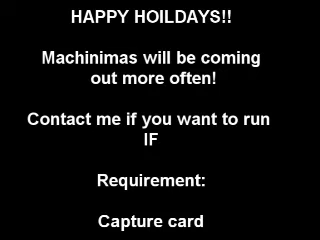 HAPPY HOILDAYS!!
Machinimas will be coming
out more often!
Contact me if you want to run
IF
Requirement:
Capture card